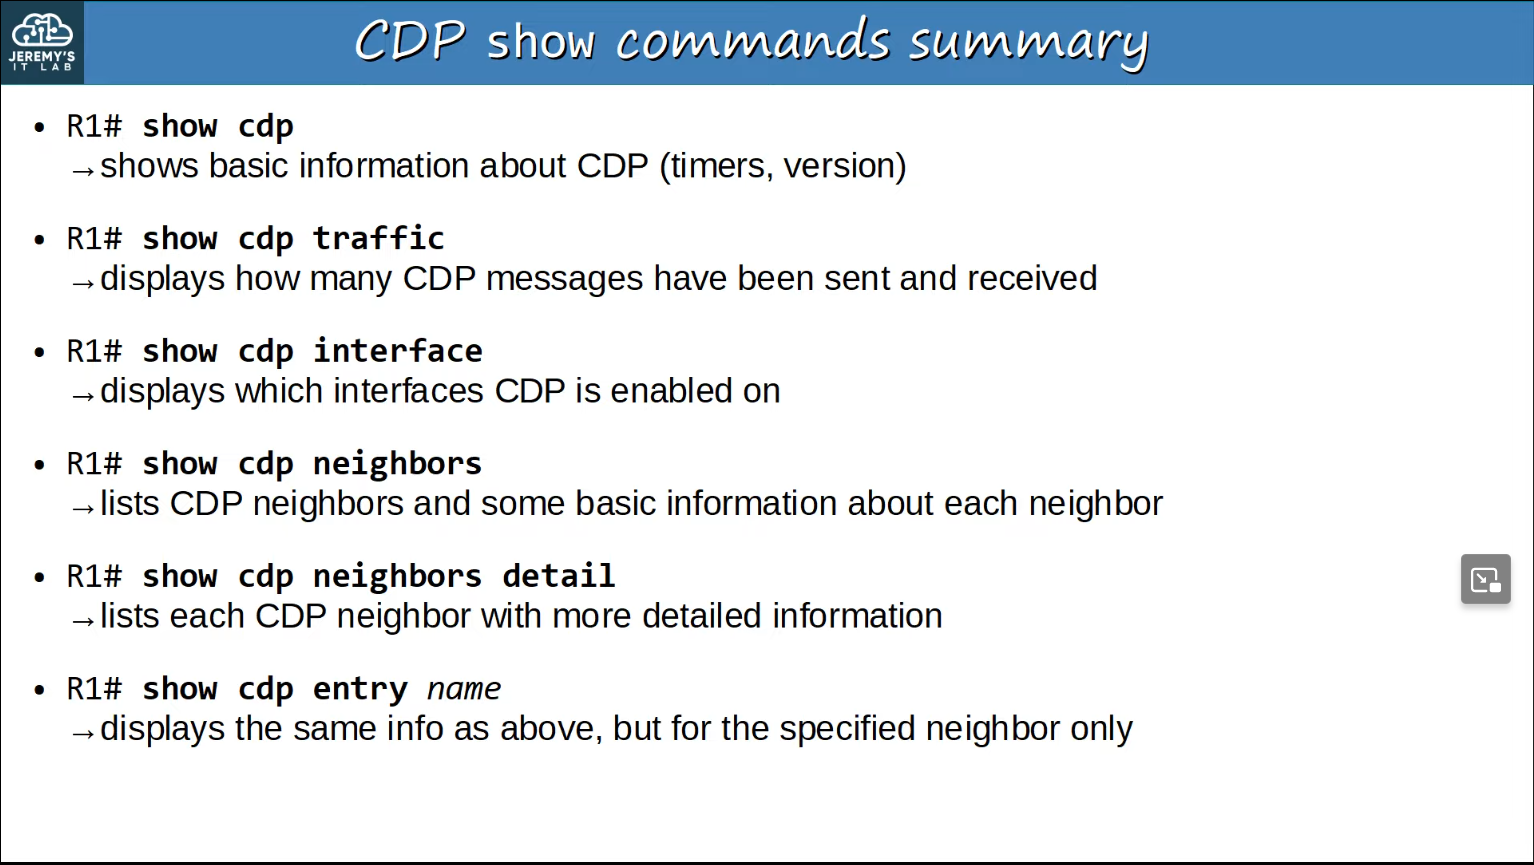 JEREMY'S
IT LAB
CDP show commands summary
• R1# show cdp
→shows basic information about CDP (timers, version)
• R1# show cdp traffic
→displays how many CDP messages have been sent and received
• R1# show cdp interface
→displays which interfaces CDP is enabled on
• R1# show cdp neighbors
→lists CDP neighbors and some basic information about each neighbor
• R1# show cdp neighbors detail
→lists each CDP neighbor with more detailed information
• R1# show cdp entry name
→displays the same info as above, but for the specified neighbor only